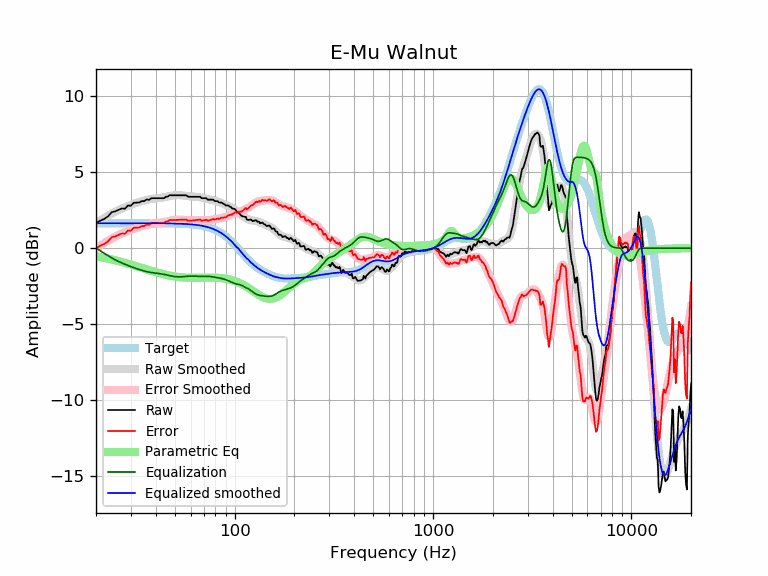 E-Mu Walnut
Amplitude (dBr)
10
5
0
−5
−10
−15
Target
Raw Smoothed
Error Smoothed
Raw
Error
Parametric Eq
Equalization
Equalized smoothed
100
1000
10000
Frequency (Hz)